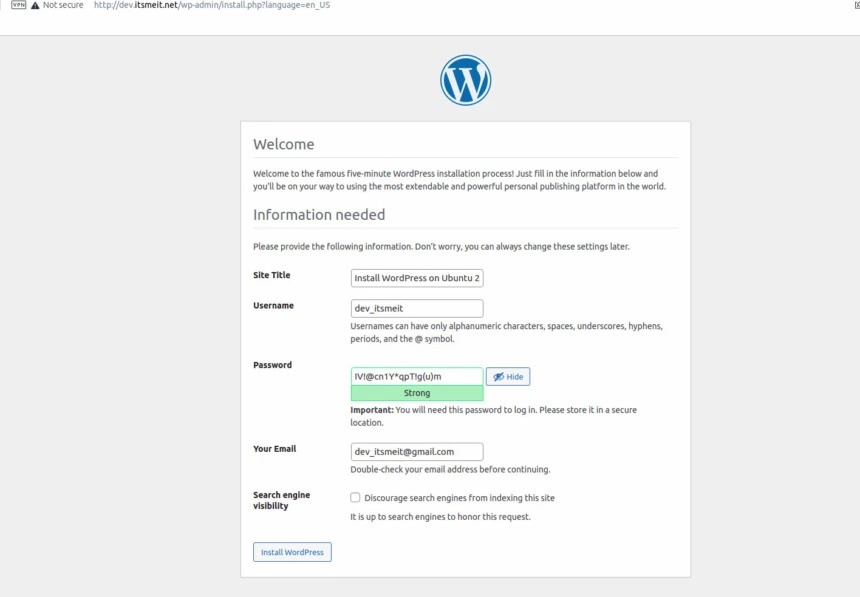 VPN Not secure http://dev.itsmeit.net/wp-admin/install.php?language=en_US
Welcome
Welcome to the famous five-minute WordPress installation process! Just fill in the information below and
you'll be on your way to using the most extendable and powerful personal publishing platform in the world.
Information needed
Please provide the following information. Don't worry, you can always change these settings later.
Site Title
Install WordPress on Ubuntu 2
Username
dev_itsmeit
Usernames can have only alphanumeric characters, spaces, underscores, hyphens,
periods, and the @ symbol.
Password
IV!@cn1Y*qpT!g(u)m
Hide
Strong
Important: You will need this password to log in. Please store it in a secure
location.
Your Email
dev_itsmeit@gmail.com
Double-check your email address before continuing.
Search engine
visibility
Discourage search engines from indexing this site
It is up to search engines to honor this request.
Install WordPress